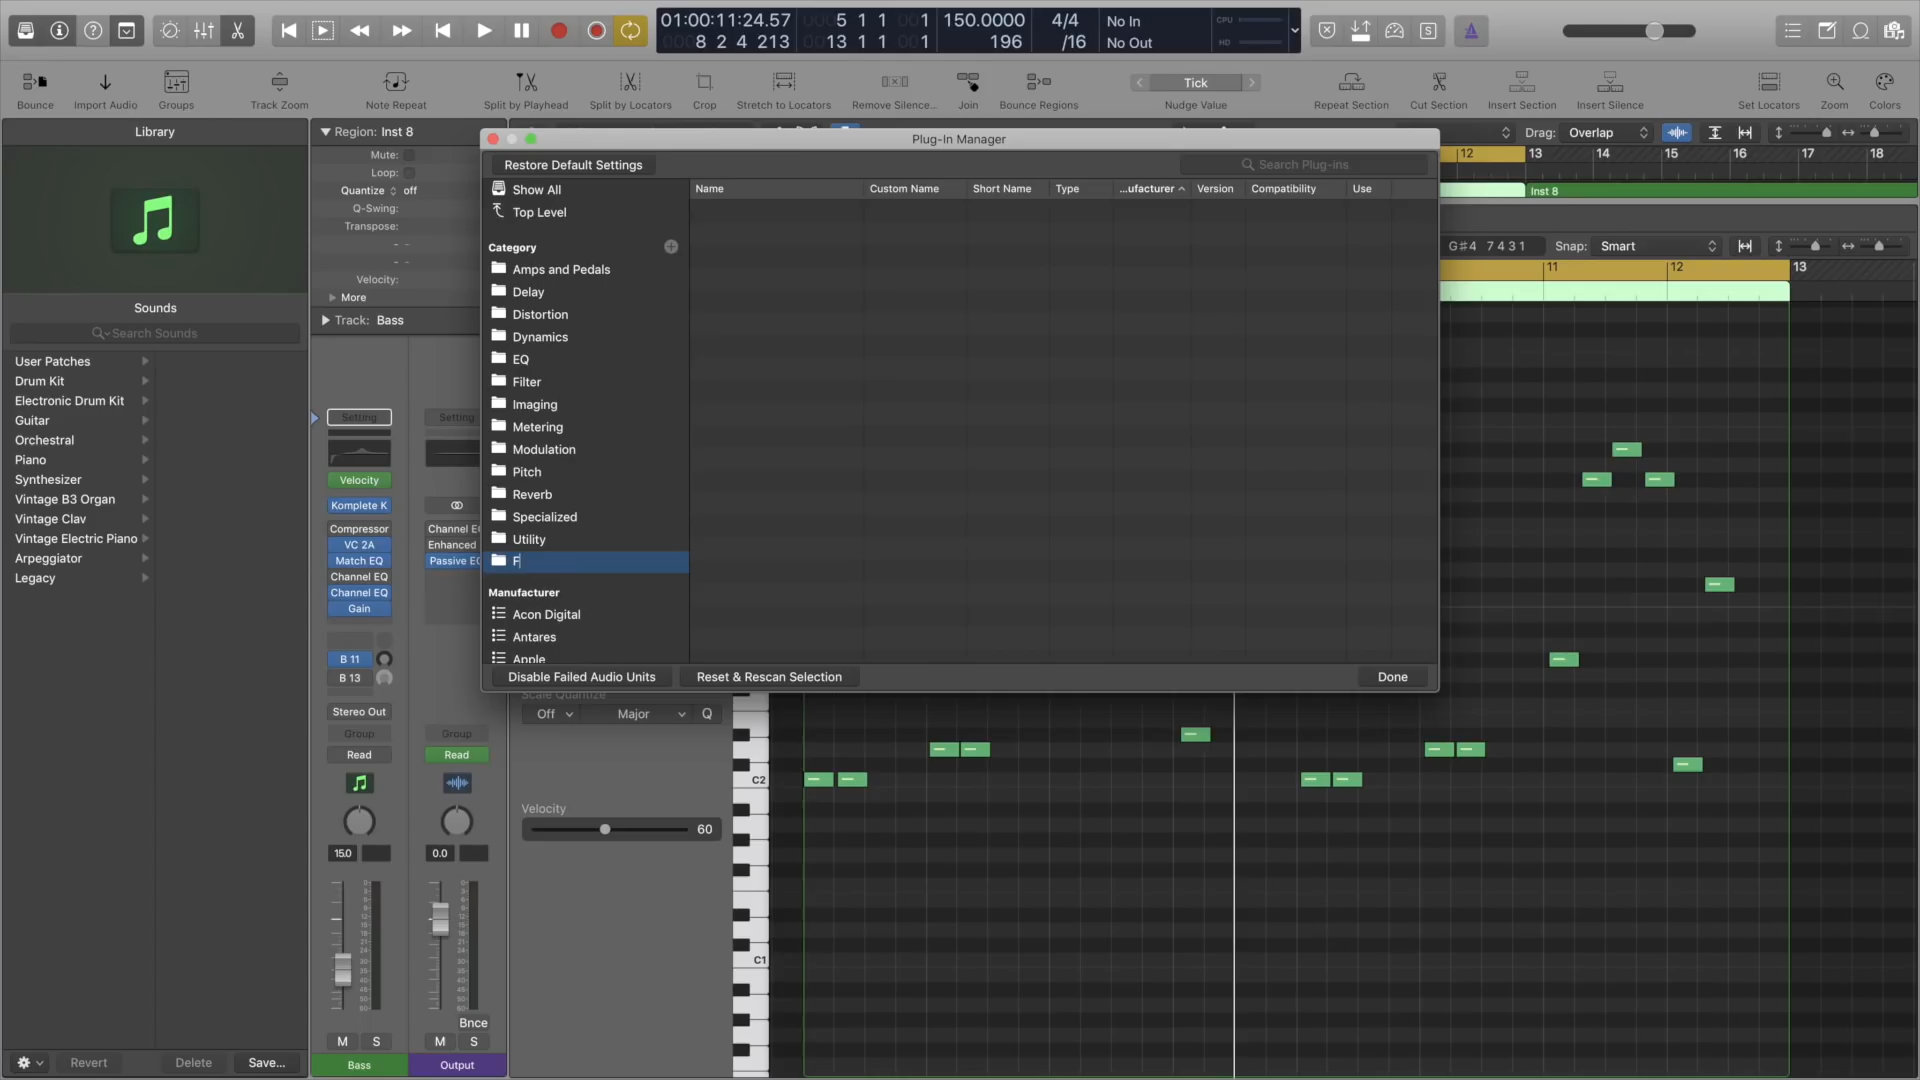 01:00:11:24.57
8 2 4 213
5 1 1 1
13 1 1 1
150.0000
196
4/4
/16
No In
No Out
CPU
HD
Bounce
Import Audio
Groups
Track Zoom
Note Repeat
Split by Playhead
Split by Locators
Crop
Stretch to Locators
Remove Silence...
Join
Bounce Regions
Tick
Nudge Value
Repeat Section
Cut Section
Insert Section
Insert Silence
Set Locators
Zoom
Colors
Library
Sounds
Search Sounds
User Patches
Drum Kit
Electronic Drum Kit
Guitar
Orchestral
Piano
Synthesizer
Vintage B3 Organ
Vintage Clav
Vintage Electric Piano
Arpeggiator
Legacy
Revert
Delete
Save...
Region: Inst 8
Mute:
Loop:
Quantize off
Q-Swing:
Transpose:
Velocity:
More
Track: Bass
Setting
Velocity
Komplete K
Compressor
VC 2A
Match EQ
Channel EQ
Channel EQ
Gain
B 11
B 13
Stereo Out
Group
Read
15.0
M S
Bass
Setting
Channel EQ
Enhanced
Passive EQ
Group
Read
0.0
Bnce
M S
Output
Plug-In Manager
Restore Default Settings
Search Plug-ins
Show All
Top Level
Category
Amps and Pedals
Delay
Distortion
Dynamics
EQ
Filter
Imaging
Metering
Modulation
Pitch
Reverb
Specialized
Utility
F
Manufacturer
Acon Digital
Antares
Apple
Name
Custom Name
Short Name
Type
...ufacturer
Version
Compatibility
Use
Disable Failed Audio Units
Reset & Rescan Selection
Done
Scale Quantize
Off
Major
Q
Velocity
60
C2
C1
Drag: Overlap
12
13
14
15
16
17
18
Inst 8
G♯4 7 4 3 1
Snap: Smart
11
12
13